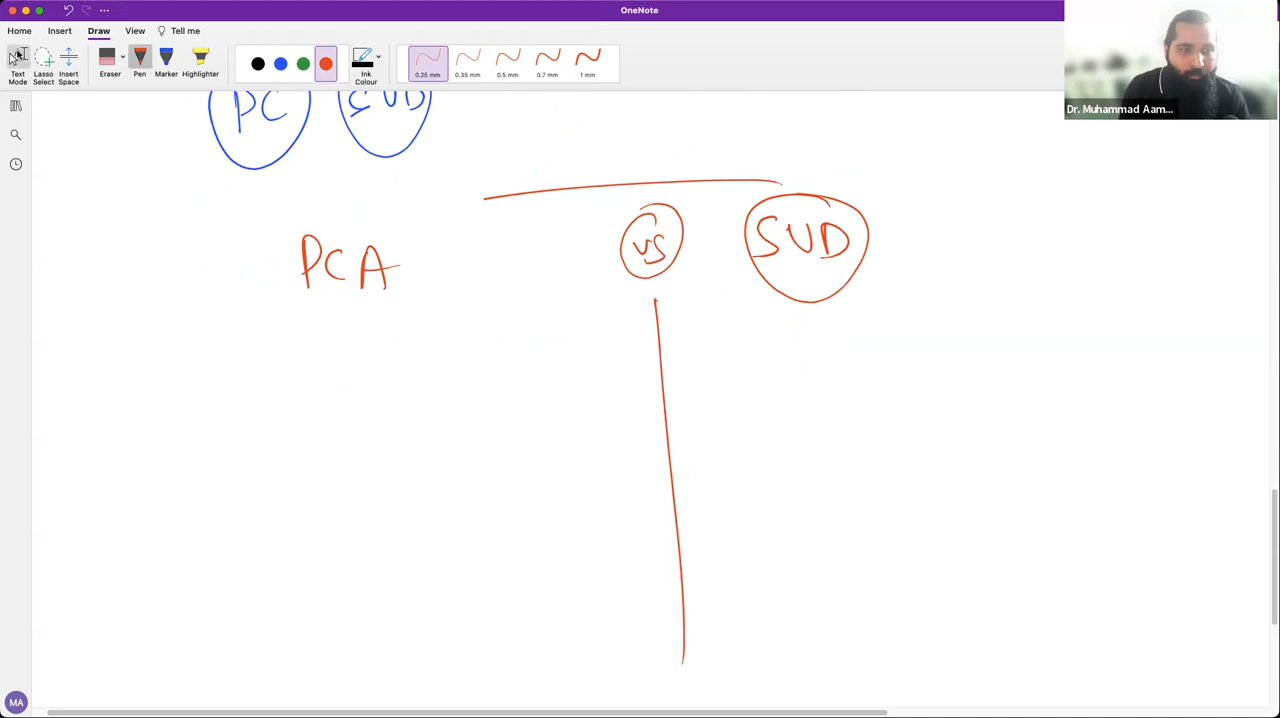 OneNote
Home Insert Draw View Tell me
Text Mode
Lasso Select
Insert Space
Eraser
Pen
Marker
Highlighter
Ink Colour
0.25 mm
0.35 mm
0.5 mm
0.7 mm
1 mm
Dr. Muhammad Aam...
PC SVD
PCA vs SVD
MA